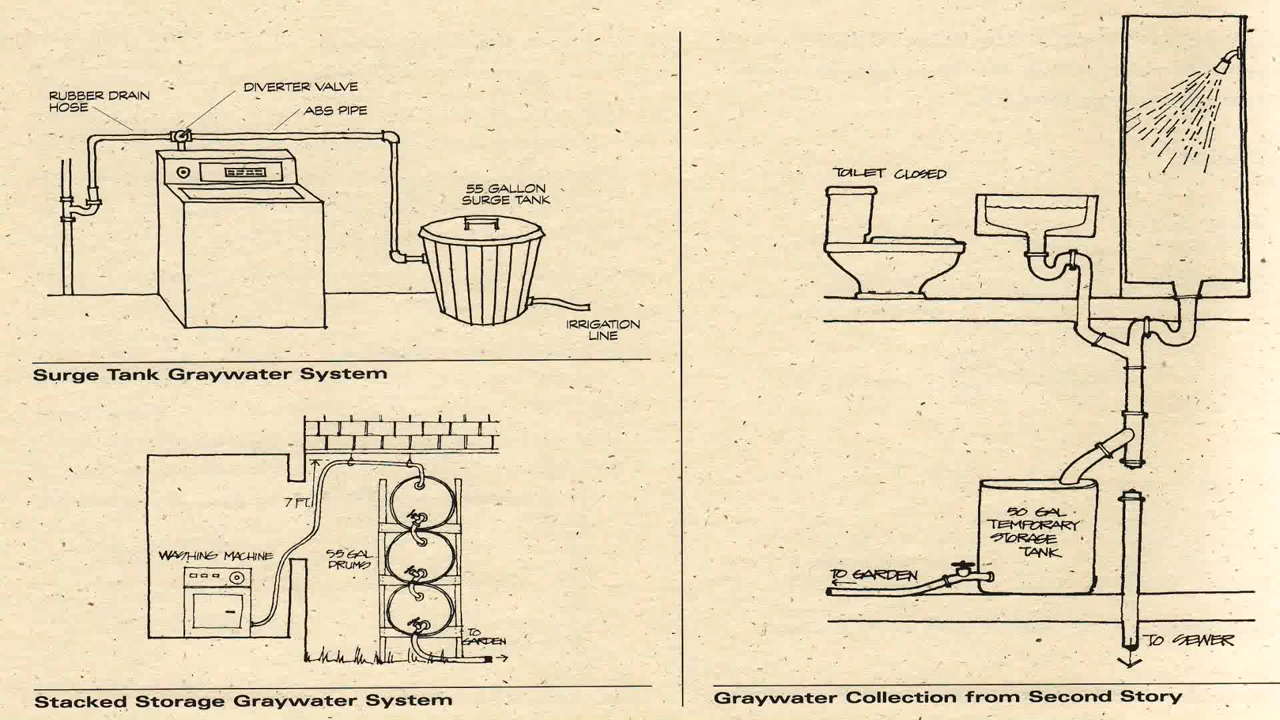 RUBBER DRAIN
HOSE
DIVERTER VALVE
ABS PIPE
55 GALLON
SURGE TANK
IRRIGATION
LINE
Surge Tank Graywater System
7 FT.
WASHING MACHINE
55 GAL
DRUMS
TO
GARDEN
Stacked Storage Graywater System
TOILET CLOSED
50 GAL.
TEMPORARY
STORAGE
TANK
TO GARDEN
TO SEWER
Graywater Collection from Second Story